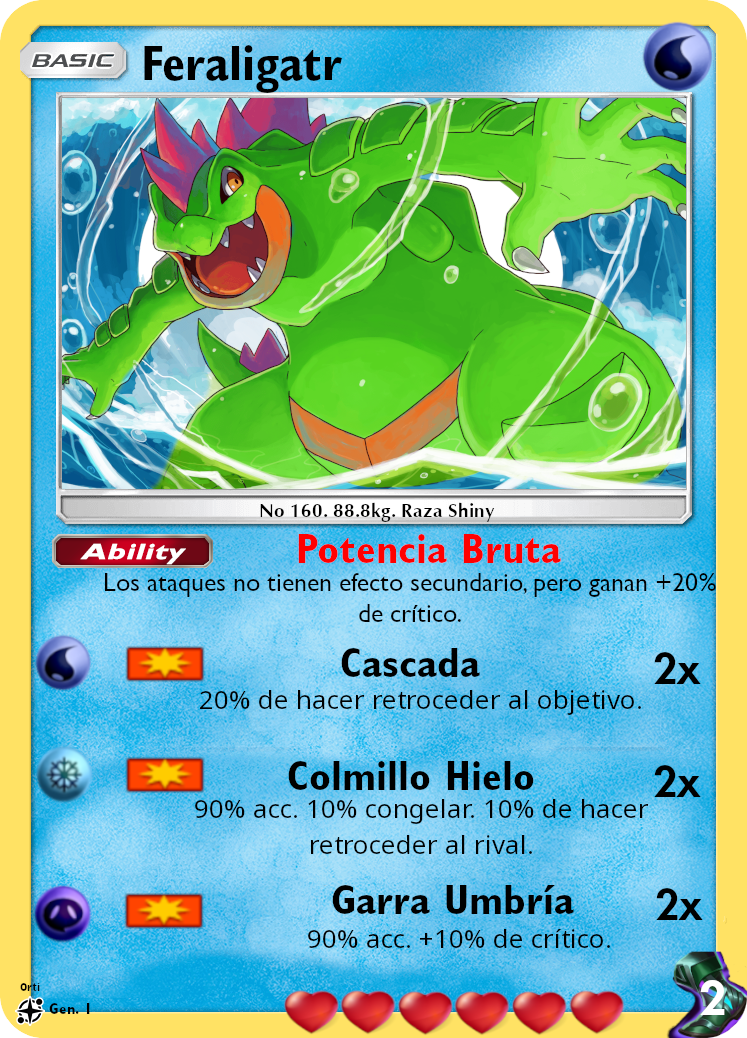 BASIC Feraligatr
No 160. 88.8kg. Raza Shiny
Ability Potencia Bruta
Los ataques no tienen efecto secundario, pero ganan +20%
de crítico.
Cascada 2x
20% de hacer retroceder al objetivo.
Colmillo Hielo 2x
90% acc. 10% congelar. 10% de hacer
retroceder al rival.
Garra Umbría 2x
90% acc. +10% de crítico.
Orti
Gen. 1
2